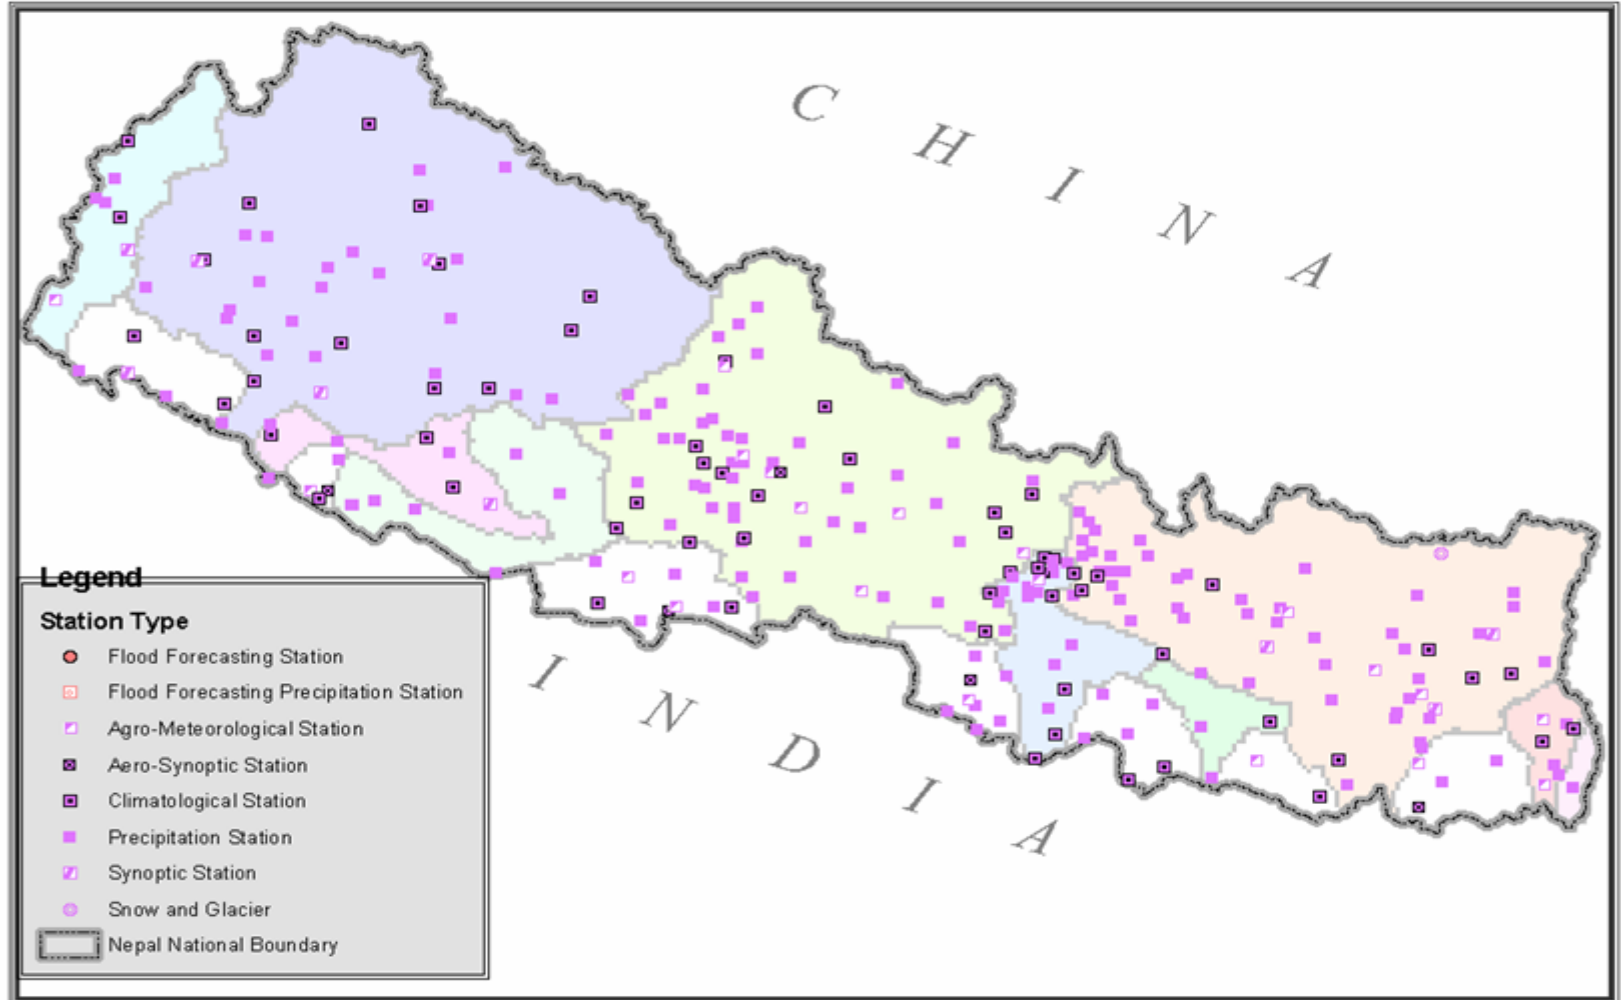 CHINA
INDIA
Legend
Station Type
Flood Forecasting Station
Flood Forecasting Precipitation Station
Agro-Meteorological Station
Aero-Synoptic Station
Climatological Station
Precipitation Station
Synoptic Station
Snow and Glacier
Nepal National Boundary